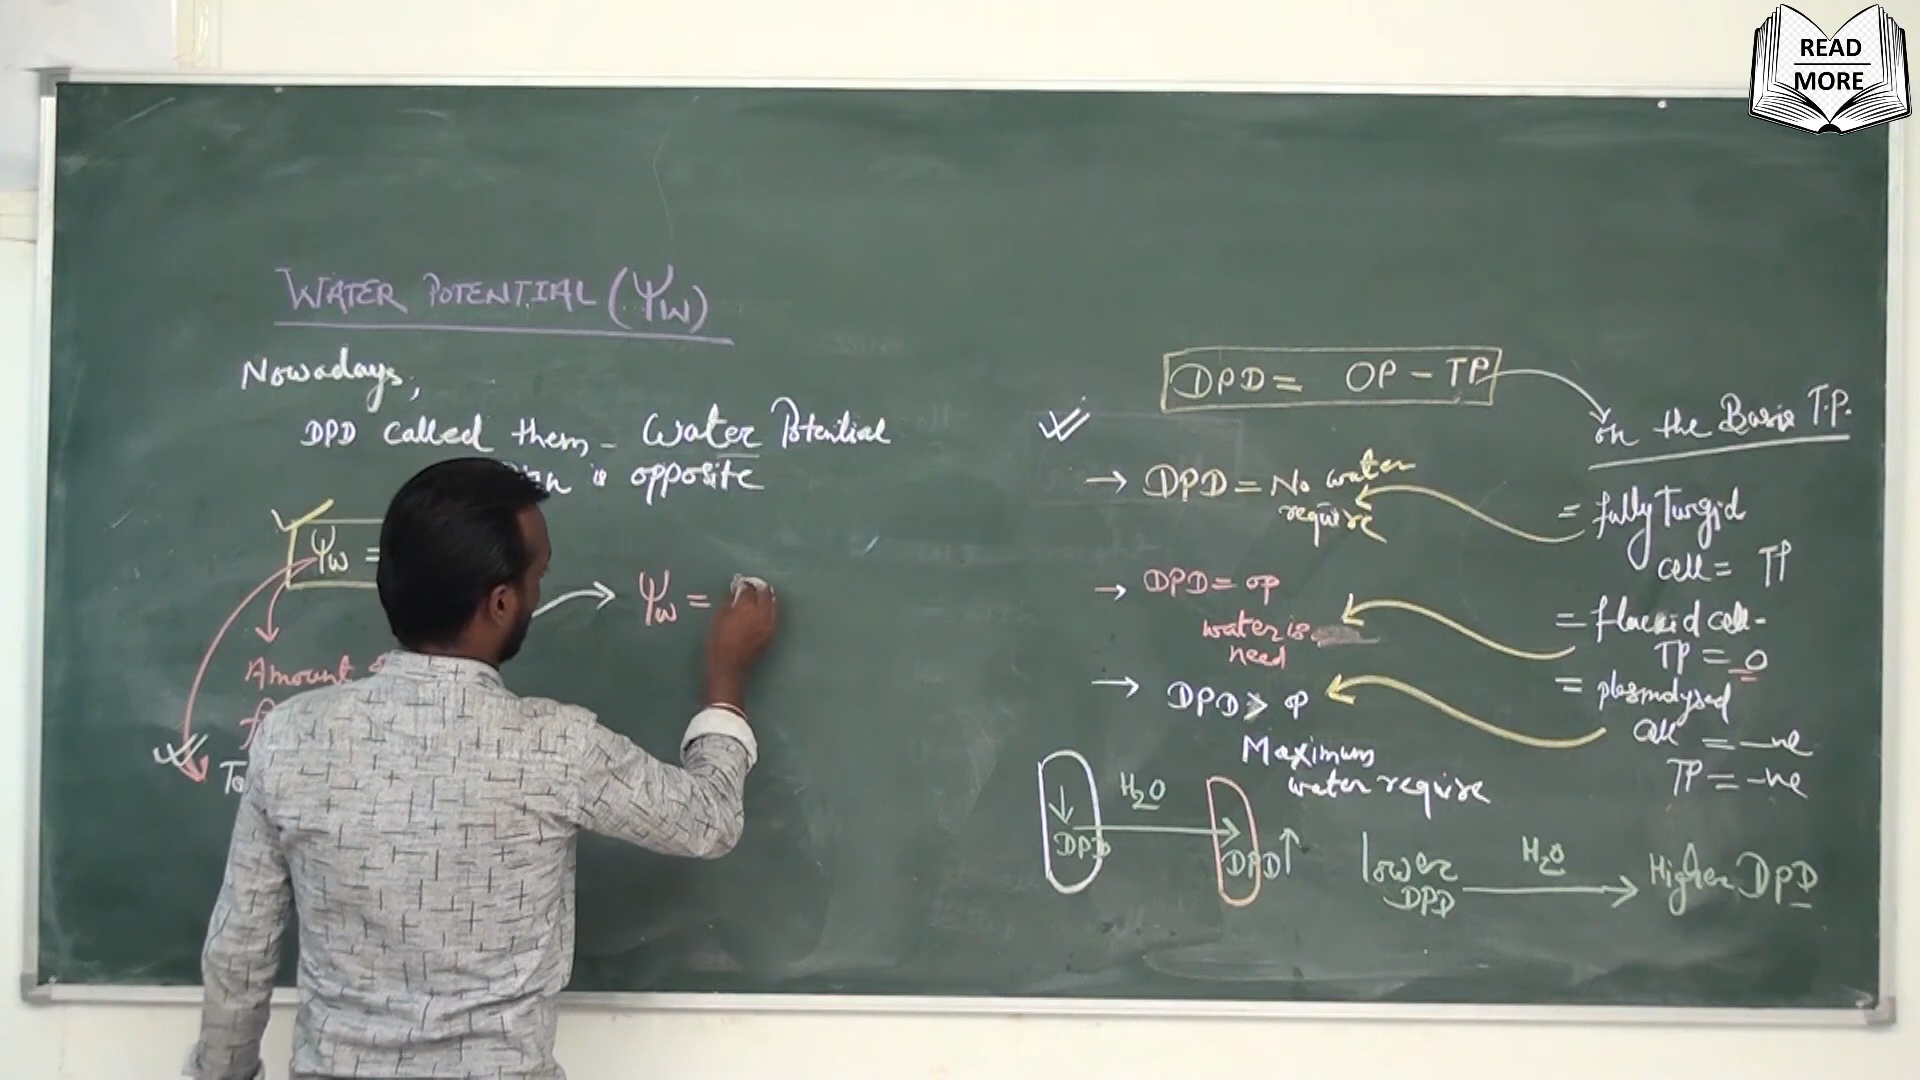 READ
MORE
WATER POTENTIAL (Ψw)
Nowadays,
DPD called them - Water Potential
is opposite
Ψw =
Amount
Ψw =
DPD = OP - TP
on the Basis T.P.
→ DPD = No water
require
= fully Turgid
cell = TP
→ DPD = OP
water is
need
= flaccid cell-
TP = 0
→ DPD > OP
Maximum
water require
= plasmolysed
cell = -ve
TP = -ve
↓
DPD
H2O
DPD↑
lower
DPD
H2O
Higher DPD